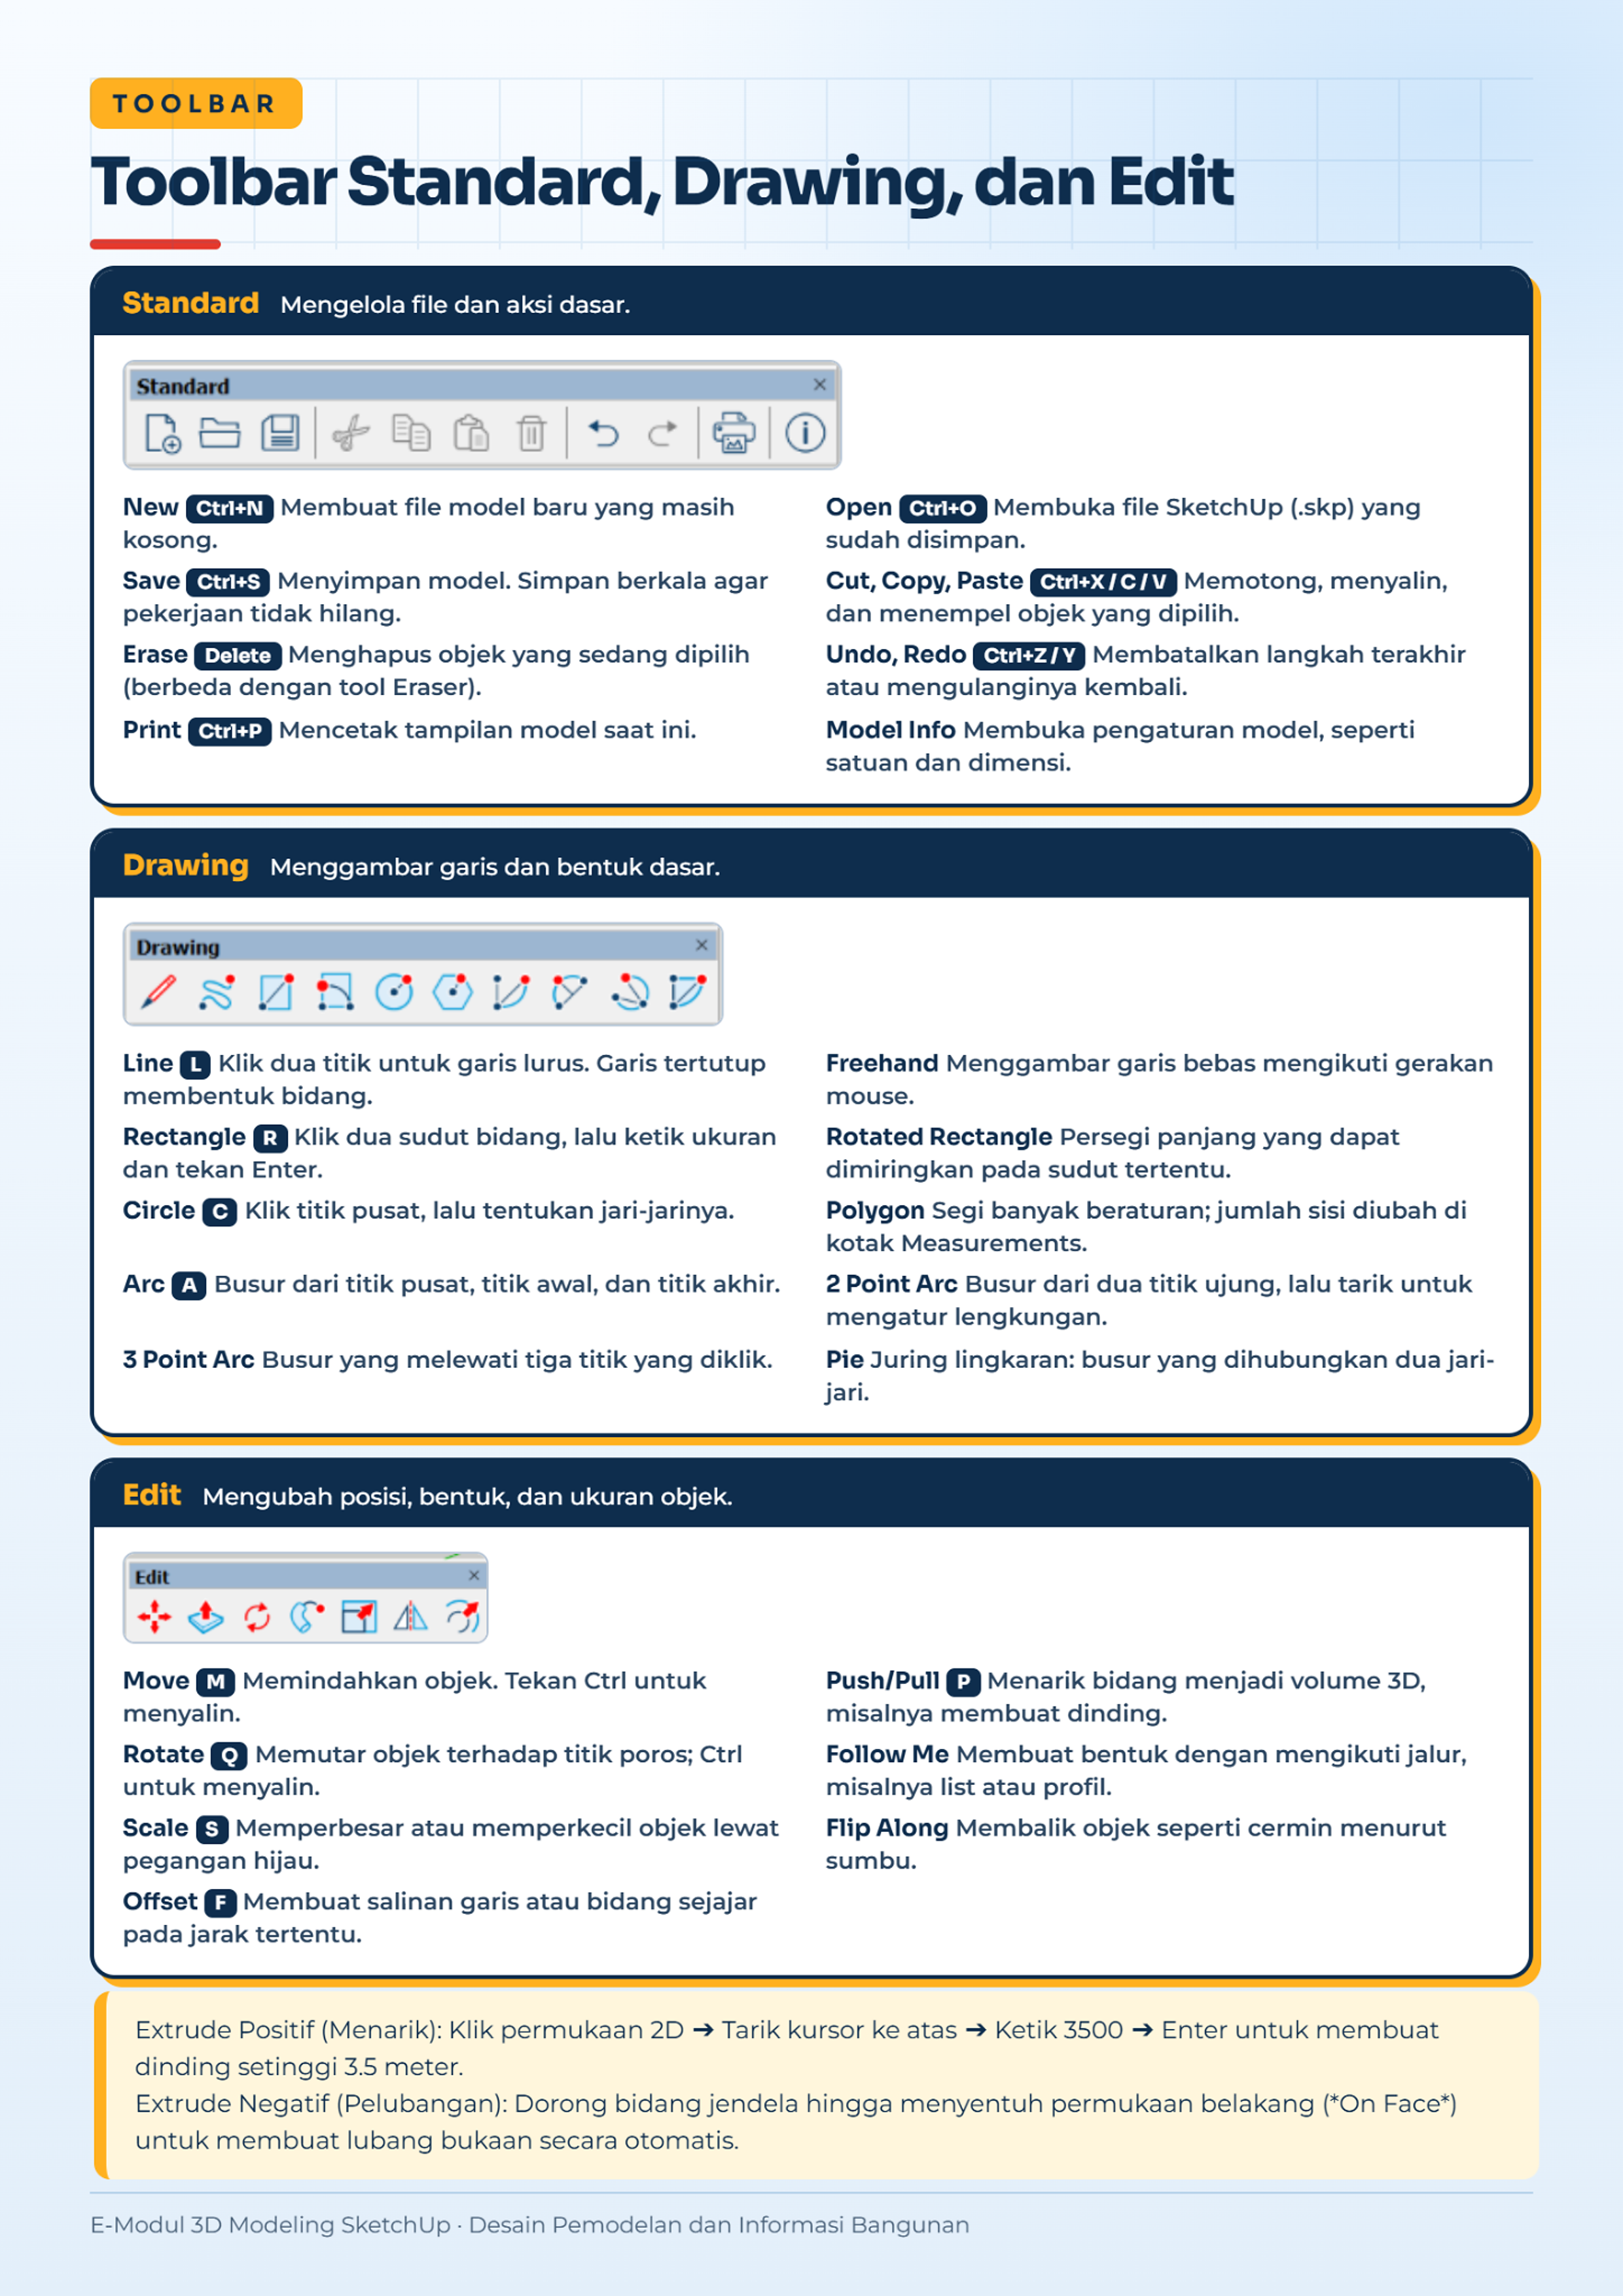 TOOLBAR
Toolbar Standard, Drawing, dan Edit
Standard Mengelola file dan aksi dasar.
Standard
New Ctrl+N Membuat file model baru yang masih
kosong.
Open Ctrl+O Membuka file SketchUp (.skp) yang
sudah disimpan.
Save Ctrl+S Menyimpan model. Simpan berkala agar
pekerjaan tidak hilang.
Cut, Copy, Paste Ctrl+X / C / V Memotong, menyalin,
dan menempel objek yang dipilih.
Erase Delete Menghapus objek yang sedang dipilih
(berbeda dengan tool Eraser).
Undo, Redo Ctrl+Z / Y Membatalkan langkah terakhir
atau mengulanginya kembali.
Print Ctrl+P Mencetak tampilan model saat ini.
Model Info Membuka pengaturan model, seperti
satuan dan dimensi.
Drawing Menggambar garis dan bentuk dasar.
Drawing
Line L Klik dua titik untuk garis lurus. Garis tertutup
membentuk bidang.
Freehand Menggambar garis bebas mengikuti gerakan
mouse.
Rectangle R Klik dua sudut bidang, lalu ketik ukuran
dan tekan Enter.
Rotated Rectangle Persegi panjang yang dapat
dimiringkan pada sudut tertentu.
Circle C Klik titik pusat, lalu tentukan jari-jarinya.
Polygon Segi banyak beraturan; jumlah sisi diubah di
kotak Measurements.
Arc A Busur dari titik pusat, titik awal, dan titik akhir.
2 Point Arc Busur dari dua titik ujung, lalu tarik untuk
mengatur lengkungan.
3 Point Arc Busur yang melewati tiga titik yang diklik.
Pie Juring lingkaran: busur yang dihubungkan dua jari-
jari.
Edit Mengubah posisi, bentuk, dan ukuran objek.
Edit
Move M Memindahkan objek. Tekan Ctrl untuk
menyalin.
Push/Pull P Menarik bidang menjadi volume 3D,
misalnya membuat dinding.
Rotate Q Memutar objek terhadap titik poros; Ctrl
untuk menyalin.
Follow Me Membuat bentuk dengan mengikuti jalur,
misalnya list atau profil.
Scale S Memperbesar atau memperkecil objek lewat
pegangan hijau.
Flip Along Membalik objek seperti cermin menurut
sumbu.
Offset F Membuat salinan garis atau bidang sejajar
pada jarak tertentu.
Extrude Positif (Menarik): Klik permukaan 2D ➔ Tarik kursor ke atas ➔ Ketik 3500 ➔ Enter untuk membuat
dinding setinggi 3.5 meter.
Extrude Negatif (Pelubangan): Dorong bidang jendela hingga menyentuh permukaan belakang (*On Face*)
untuk membuat lubang bukaan secara otomatis.
E-Modul 3D Modeling SketchUp · Desain Pemodelan dan Informasi Bangunan